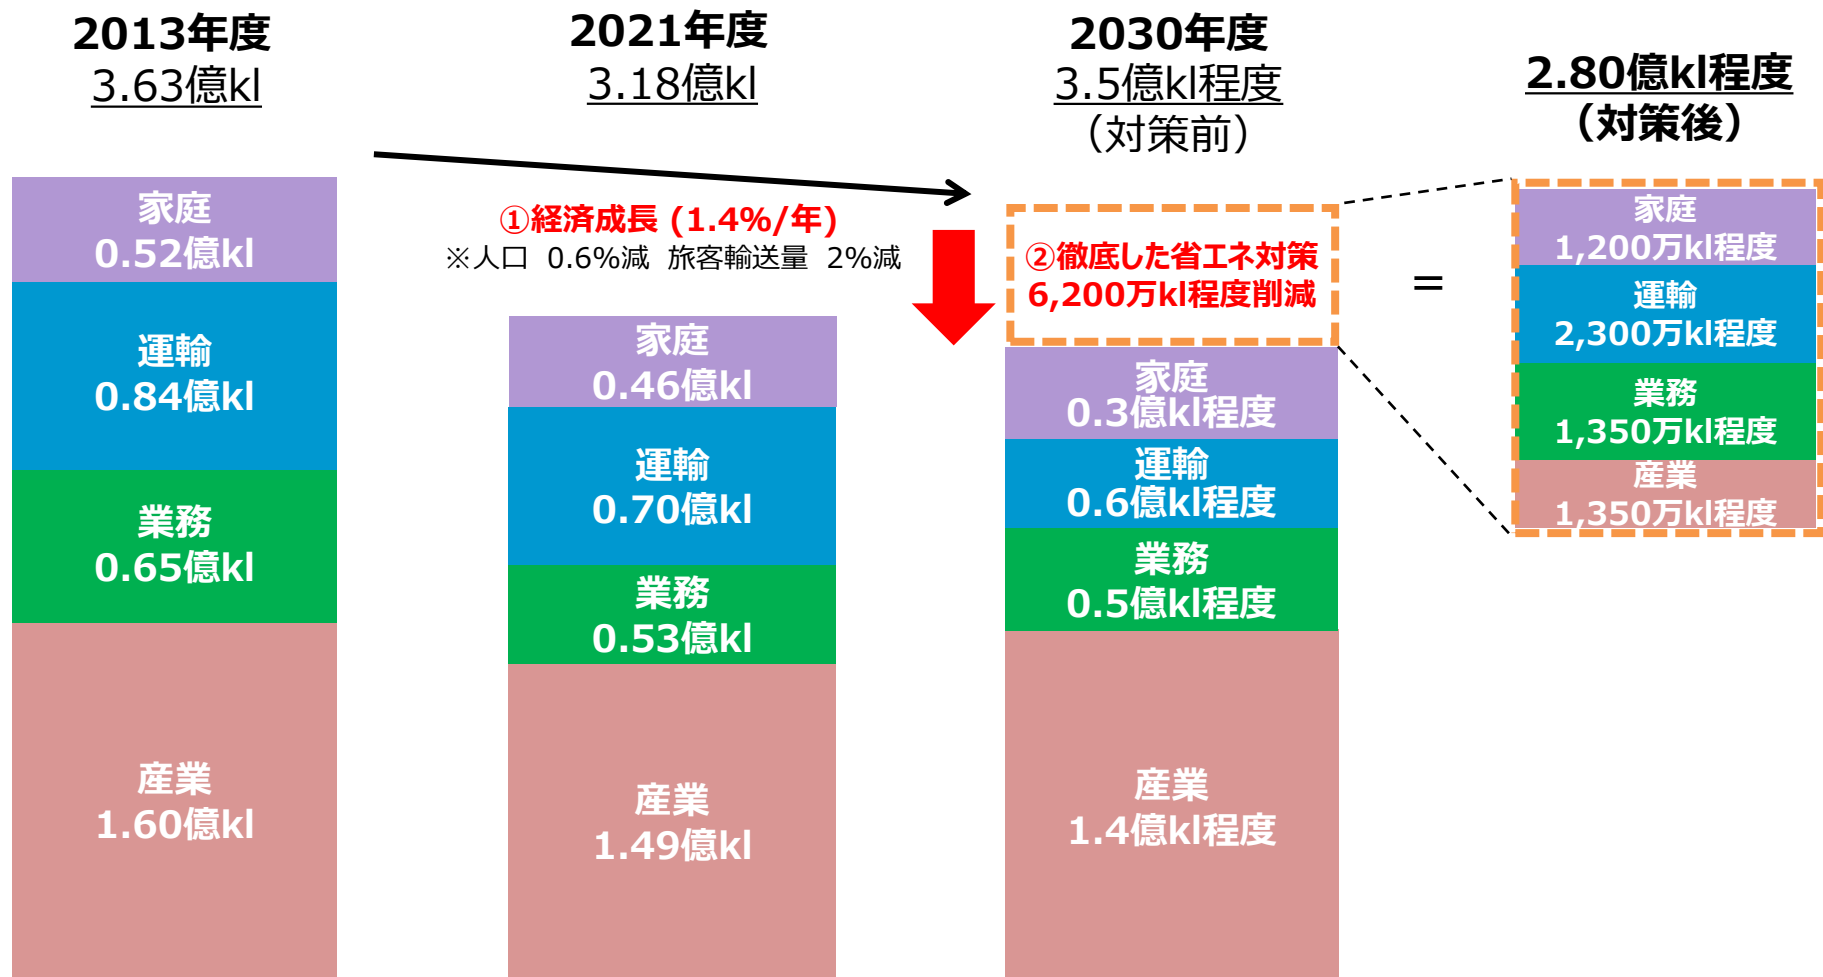 2013年度
3.63億kl
2021年度
3.18億kl
2030年度
3.5億kl程度
（対策前）
2.80億kl程度
（対策後）
①経済成長 (1.4%/年)
※人口 0.6%減 旅客輸送量 2%減
②徹底した省エネ対策
6,200万kl程度削減
＝
家庭
0.52億kl
運輸
0.84億kl
業務
0.65億kl
産業
1.60億kl
家庭
0.46億kl
運輸
0.70億kl
業務
0.53億kl
産業
1.49億kl
家庭
0.3億kl程度
運輸
0.6億kl程度
業務
0.5億kl程度
産業
1.4億kl程度
家庭
1,200万kl程度
運輸
2,300万kl程度
業務
1,350万kl程度
産業
1,350万kl程度